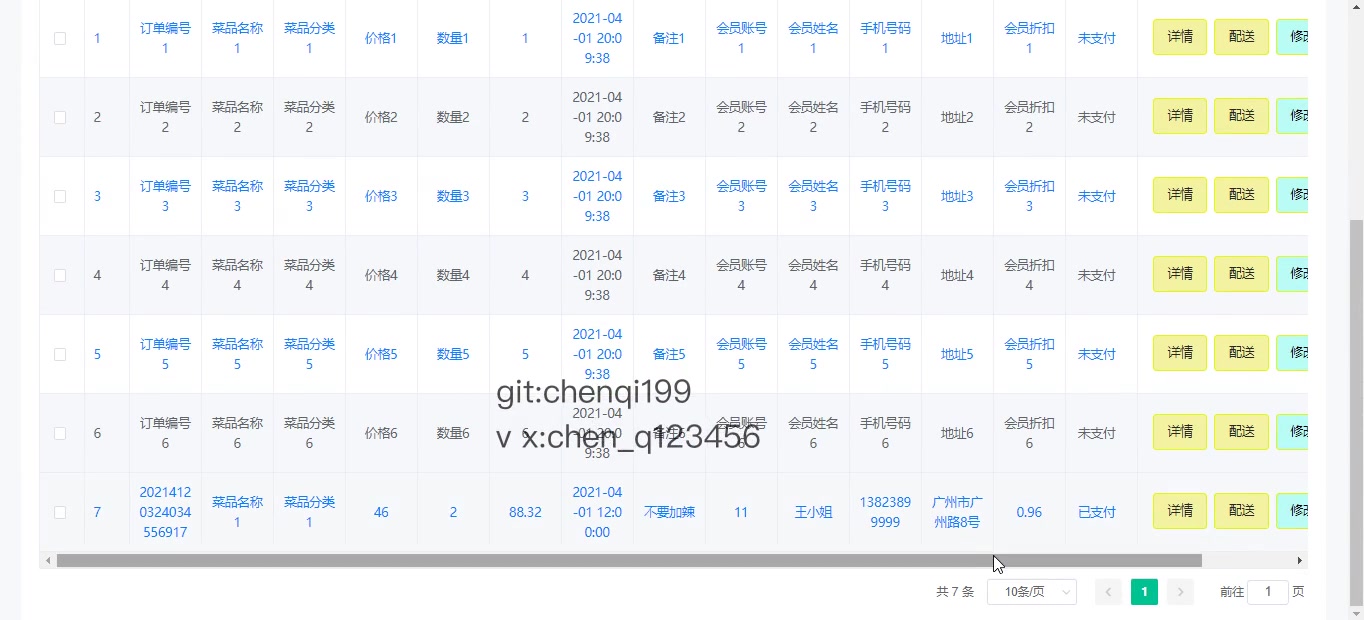 1 订单编号1 菜品名称1 菜品分类1 价格1 数量1 1 2021-04-01 20:09:38 备注1 会员账号1 会员姓名1 手机号码1 地址1 会员折扣1 未支付 详情 配送 修改
2 订单编号2 菜品名称2 菜品分类2 价格2 数量2 2 2021-04-01 20:09:38 备注2 会员账号2 会员姓名2 手机号码2 地址2 会员折扣2 未支付 详情 配送 修改
3 订单编号3 菜品名称3 菜品分类3 价格3 数量3 3 2021-04-01 20:09:38 备注3 会员账号3 会员姓名3 手机号码3 地址3 会员折扣3 未支付 详情 配送 修改
4 订单编号4 菜品名称4 菜品分类4 价格4 数量4 4 2021-04-01 20:09:38 备注4 会员账号4 会员姓名4 手机号码4 地址4 会员折扣4 未支付 详情 配送 修改
5 订单编号5 菜品名称5 菜品分类5 价格5 数量5 5 2021-04-01 20:09:38 备注5 会员账号5 会员姓名5 手机号码5 地址5 会员折扣5 未支付 详情 配送 修改
git:chenqi199
6 订单编号6 菜品名称6 菜品分类6 价格6 数量6 6 2021-04-01 20:09:38 备注6 会员账号6 会员姓名6 手机号码6 地址6 会员折扣6 未支付 详情 配送 修改
v x:chen_q123456
7 20214120324034556917 菜品名称1 菜品分类1 46 2 88.32 2021-04-01 12:00:00 不要加辣 11 王小姐 13823899999 广州市广州路8号 0.96 已支付 详情 配送 修改
共 7 条 10条/页 1 前往 1 页